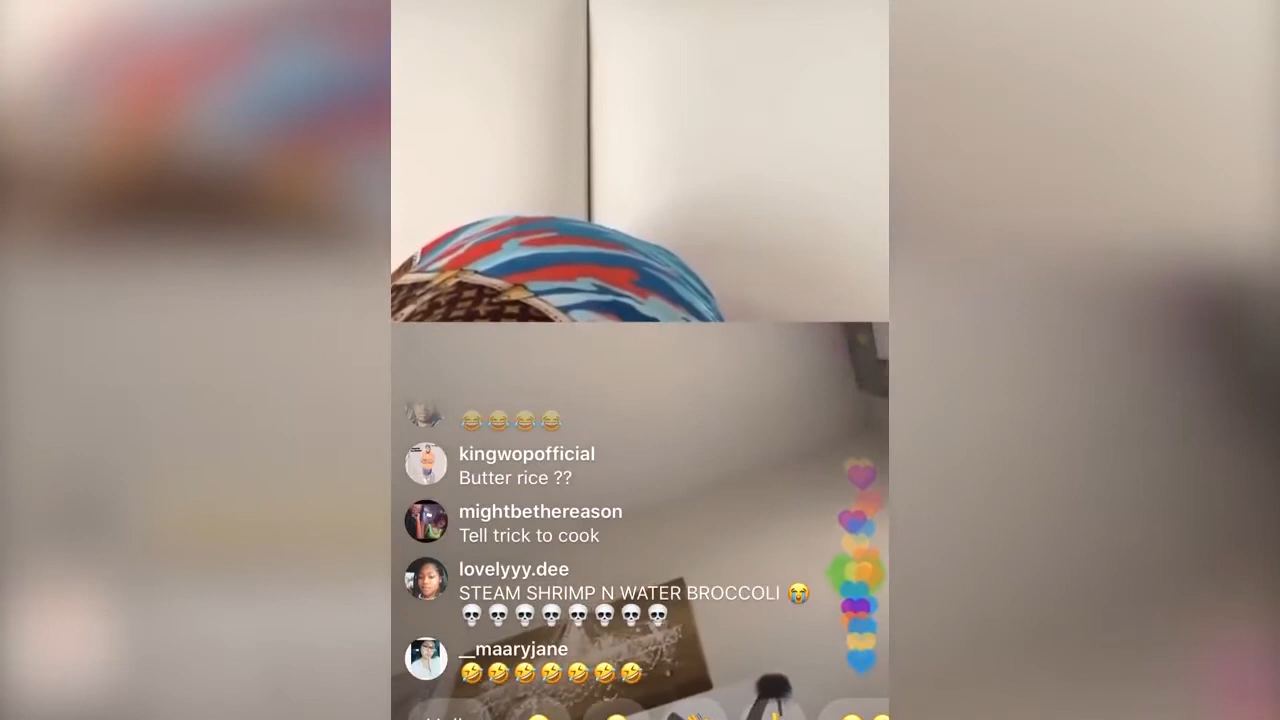 😂😂😂😂
kingwopofficial
Butter rice ??
mightbethereason
Tell trick to cook
lovelyyy.dee
STEAM SHRIMP N WATER BROCCOLI 😭
💀💀💀💀💀💀💀💀
__maaryjane
🤣🤣🤣🤣🤣🤣🤣